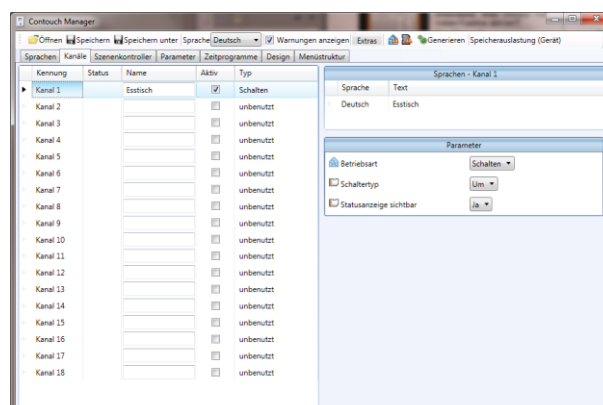 Contouch Manager
Öffnen Speichern Speichern unter Sprache Deutsch Warnungen anzeigen Extras Generieren Speicherauslastung (Gerät)
Sprachen Kanäle Szenenkontroller Parameter Zeitprogramme Design Menüstruktur
Kennung Status Name Aktiv Typ
Kanal 1 Esstisch Schalten
Kanal 2 unbenutzt
Kanal 3 unbenutzt
Kanal 4 unbenutzt
Kanal 5 unbenutzt
Kanal 6 unbenutzt
Kanal 7 unbenutzt
Kanal 8 unbenutzt
Kanal 9 unbenutzt
Kanal 10 unbenutzt
Kanal 11 unbenutzt
Kanal 12 unbenutzt
Kanal 13 unbenutzt
Kanal 14 unbenutzt
Kanal 15 unbenutzt
Kanal 16 unbenutzt
Kanal 17 unbenutzt
Kanal 18 unbenutzt
Sprachen - Kanal 1
Sprache Text
Deutsch Esstisch
Parameter
Betriebsart Schalten
Schaltertyp Um
Statusanzeige sichtbar Ja